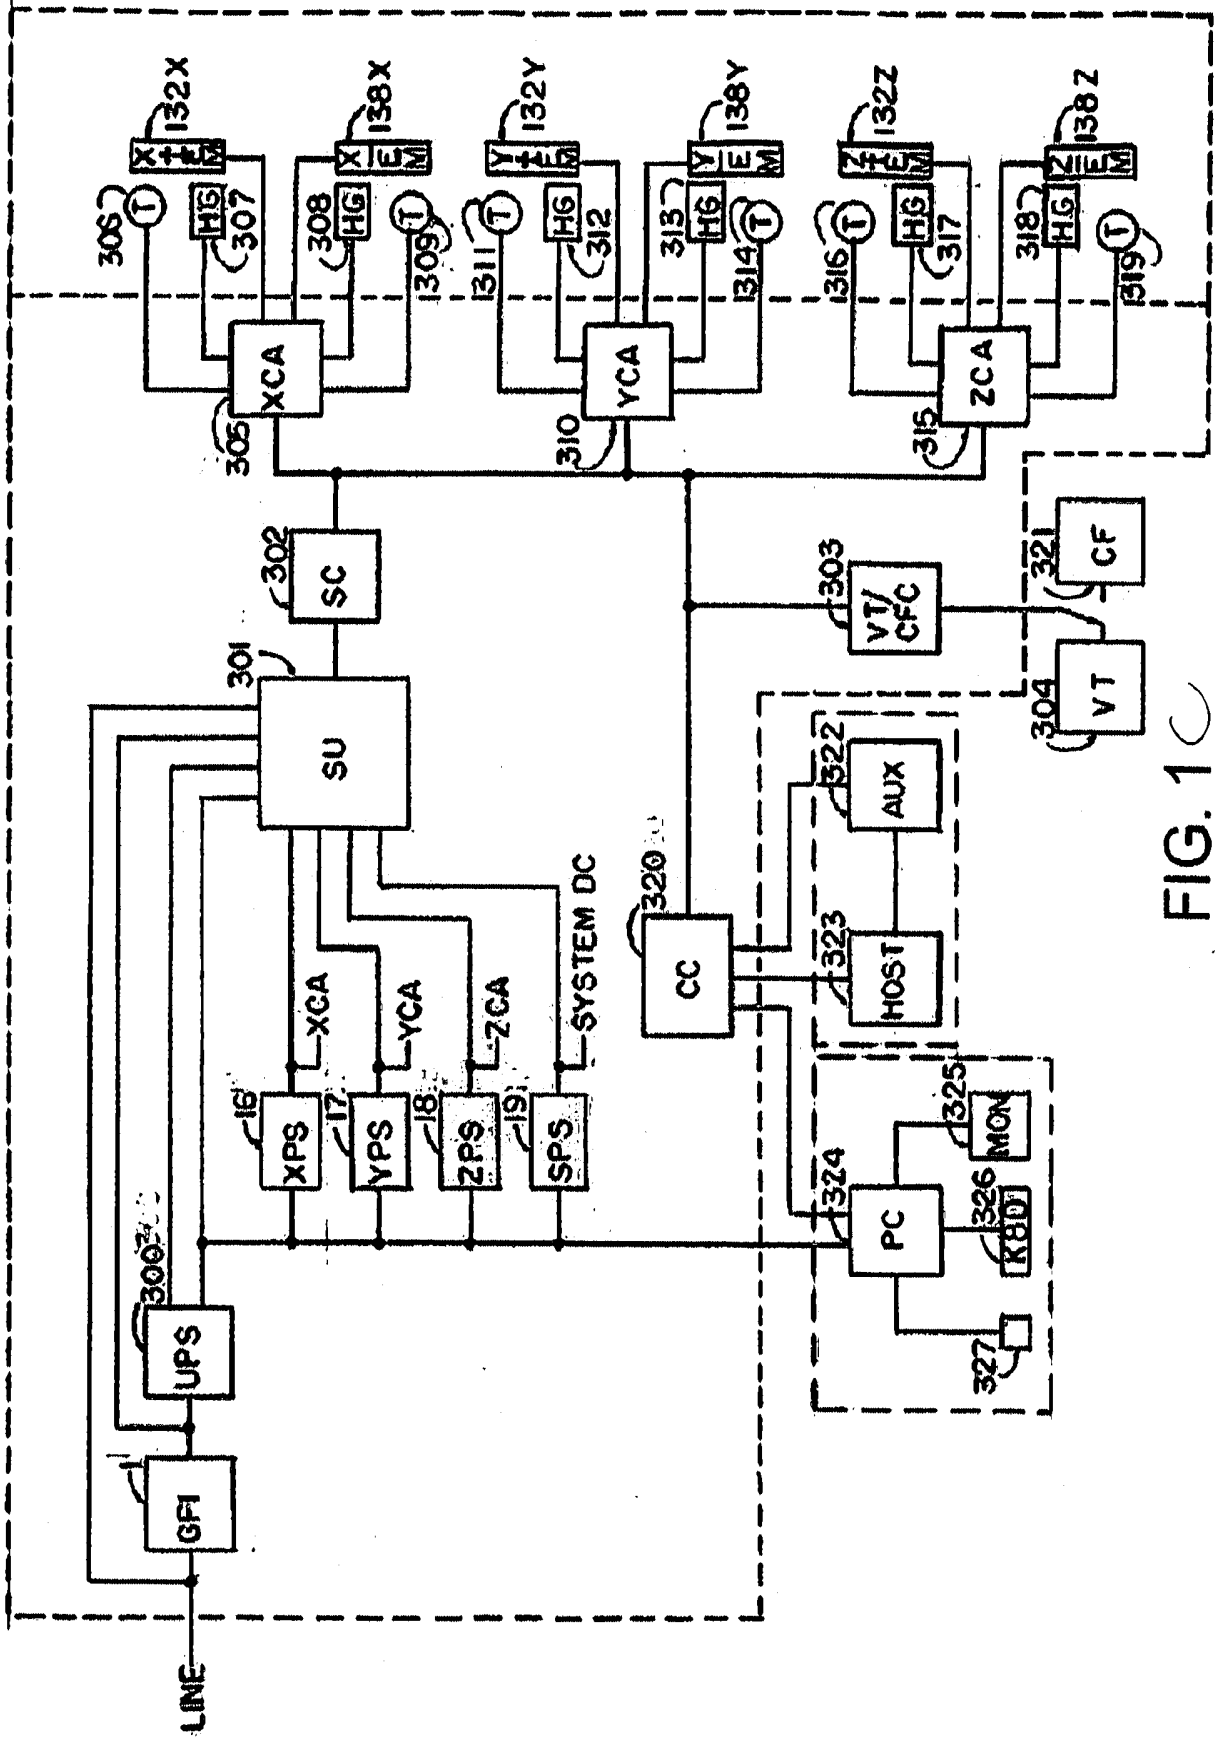 LINE
GFI
1
UPS
300
SU
301
SC
302
XPS
16
XCA
YPS
17
YCA
ZPS
18
ZCA
SPS
19
SYSTEM DC
XCA
305
T
306
HG
307
X
+
E
M
132X
X
E
M
138X
HG
308
T
309
YCA
310
T
311
HG
312
Y
+
E
M
132Y
Y
E
M
138Y
HG
313
T
314
ZCA
315
T
316
HG
317
Z
+
E
M
132Z
Z
E
M
138Z
HG
318
T
319
CC
320
VT/
CFC
303
VT
304
CF
321
AUX
322
HOST
323
PC
324
MON
325
KBD
326
327
FIG. 1C